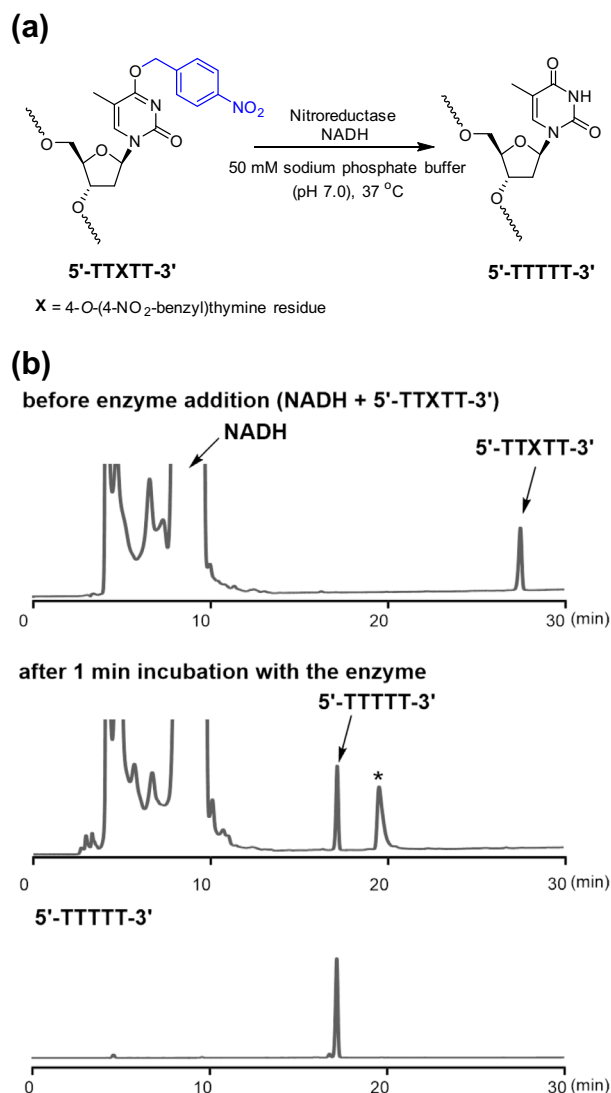 (a)
O
N
NO2
N
O
O
O
O
5'-TTXTT-3'
Nitroreductase
NADH
50 mM sodium phosphate buffer
(pH 7.0), 37 °C
O
NH
N
O
O
O
O
5'-TTTTT-3'
X = 4-O-(4-NO2-benzyl)thymine residue
(b)
before enzyme addition (NADH + 5'-TTXTT-3')
NADH
5'-TTXTT-3'
0 10 20 30 (min)
after 1 min incubation with the enzyme
5'-TTTTT-3'
*
0 10 20 30 (min)
5'-TTTTT-3'
0 10 20 30 (min)